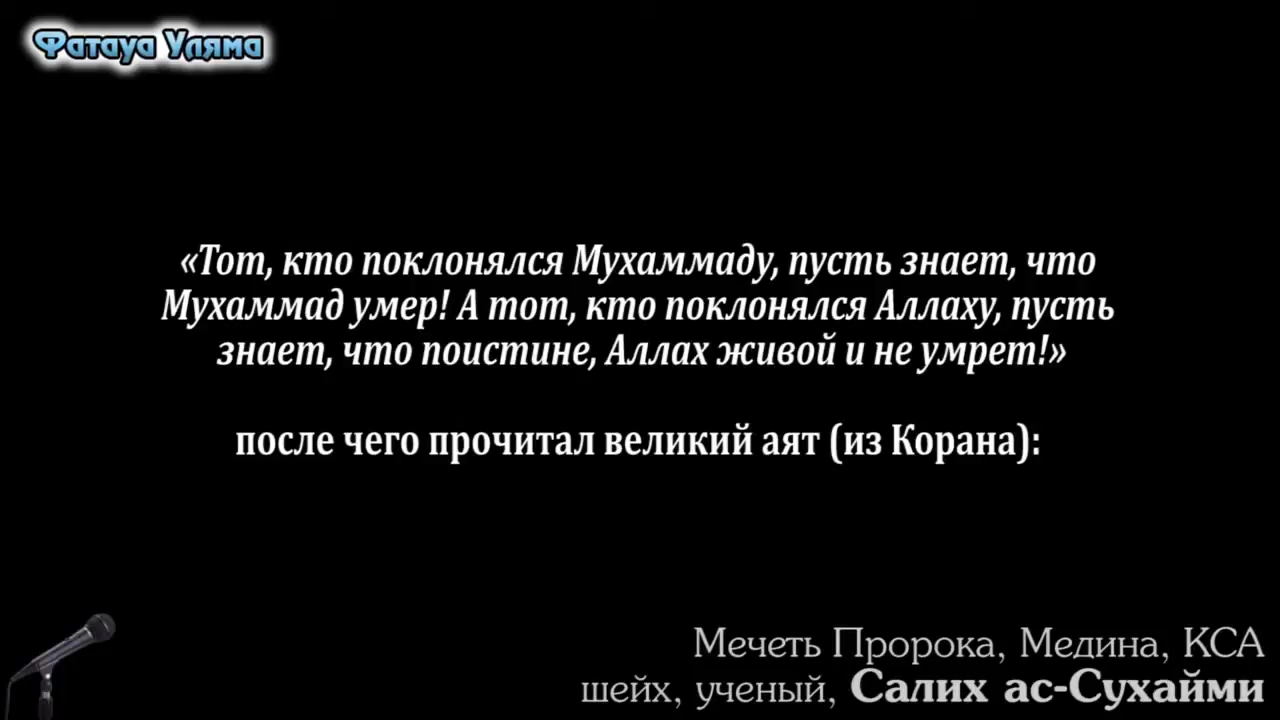 Фатауа Уляма
«Тот, кто поклонялся Мухаммаду, пусть знает, что
Мухаммад умер! А тот, кто поклонялся Аллаху, пусть
знает, что поистине, Аллах живой и не умрет!»
после чего прочитал великий аят (из Корана):
Мечеть Пророка, Медина, КСА
шейх, ученый, Салих ас-Сухайми